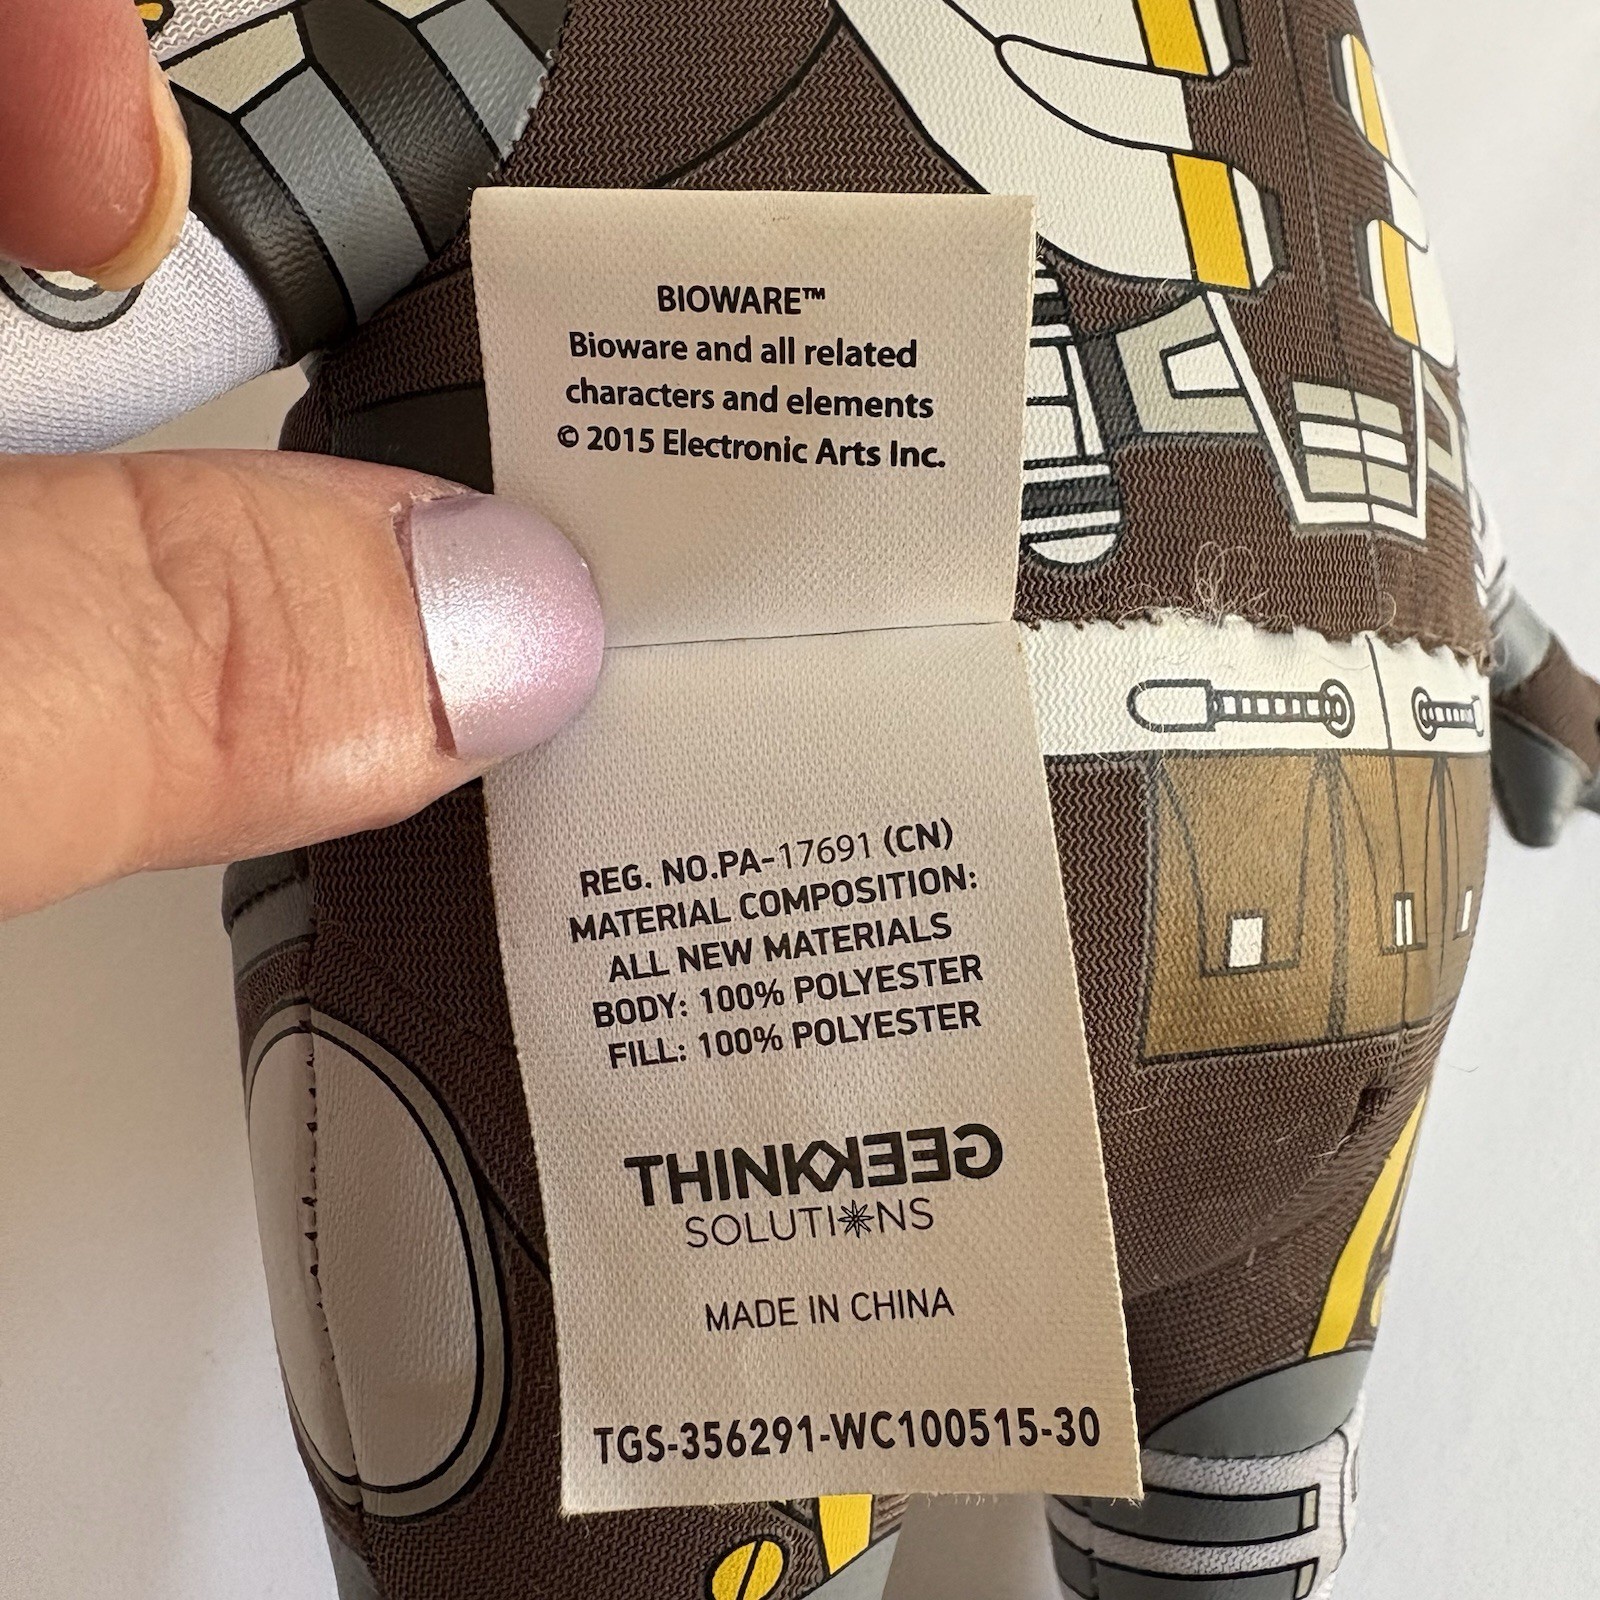 BIOWARE™
Bioware and all related
characters and elements
© 2015 Electronic Arts Inc.
REG. NO.PA-17691 (CN)
MATERIAL COMPOSITION:
ALL NEW MATERIALS
BODY: 100% POLYESTER
FILL: 100% POLYESTER
THINKGEEK
SOLUTIONS
MADE IN CHINA
TGS-356291-WC100515-30